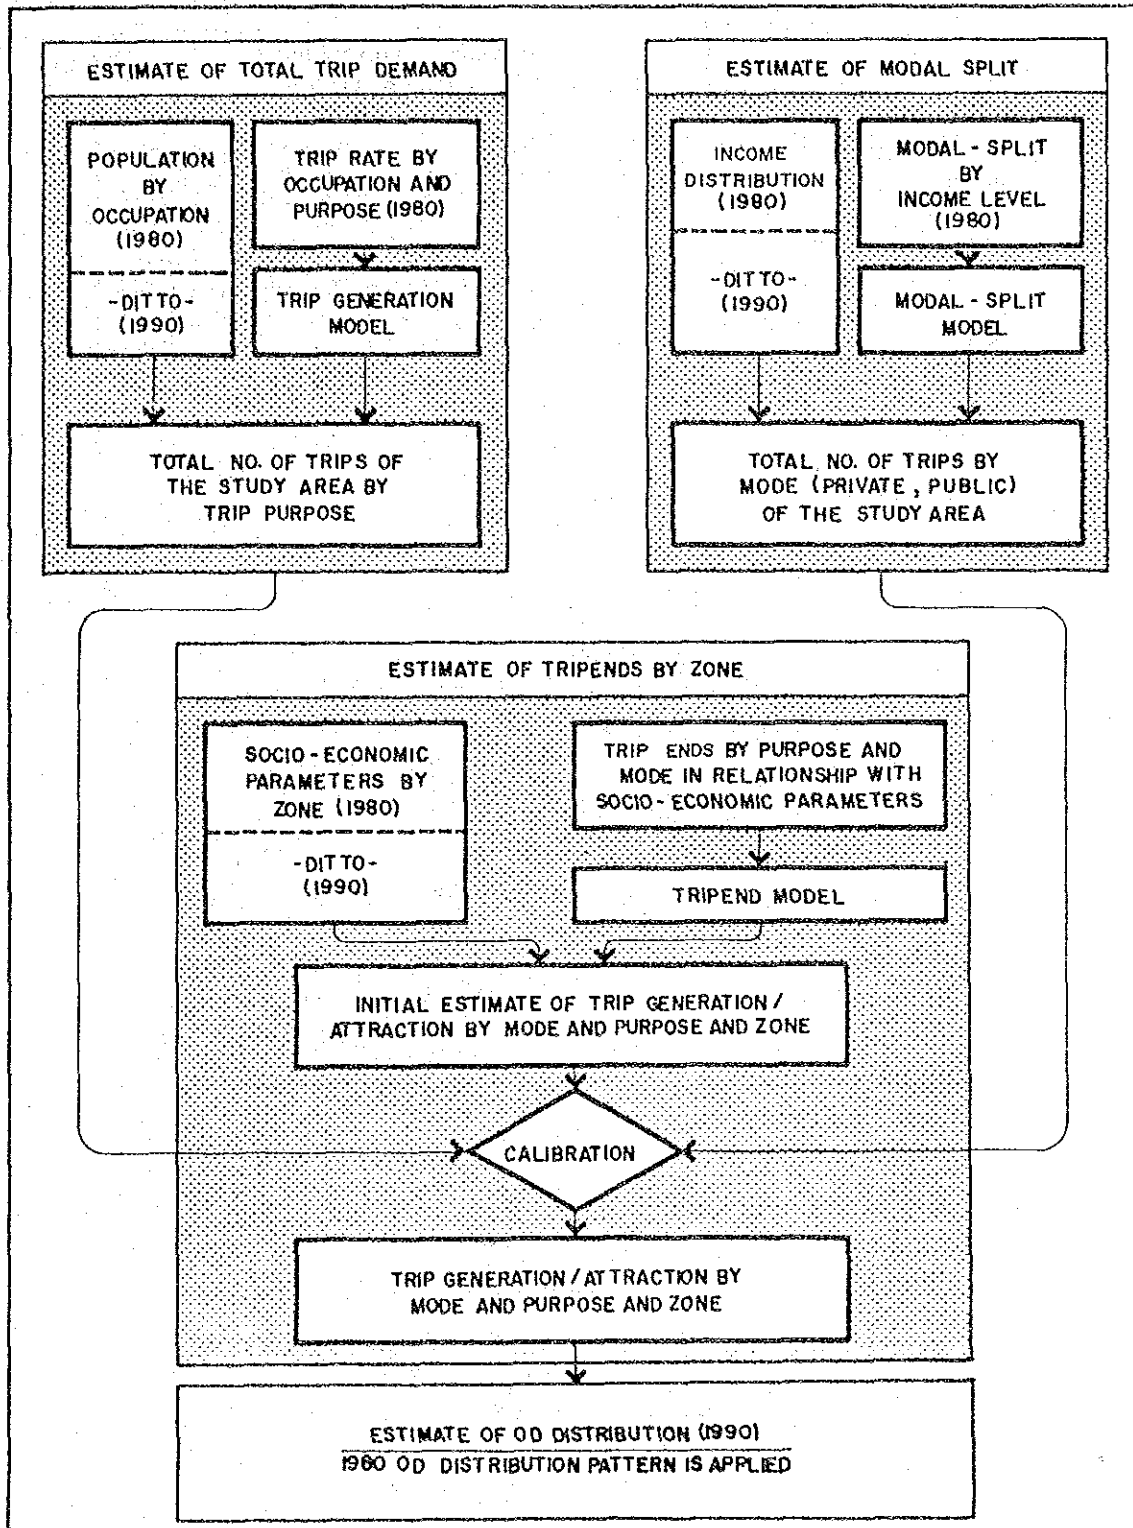 ESTIMATE OF TOTAL TRIP DEMAND
POPULATION
BY
OCCUPATION
(1980)
-DITTO-
(1990)
TRIP RATE BY
OCCUPATION AND
PURPOSE (1980)
TRIP GENERATION
MODEL
TOTAL NO. OF TRIPS OF
THE STUDY AREA BY
TRIP PURPOSE
ESTIMATE OF MODAL SPLIT
INCOME
DISTRIBUTION
(1980)
-DITTO-
(1990)
MODAL - SPLIT
BY
INCOME LEVEL
(1980)
MODAL - SPLIT
MODEL
TOTAL NO. OF TRIPS BY
MODE (PRIVATE, PUBLIC)
OF THE STUDY AREA
ESTIMATE OF TRIPENDS BY ZONE
SOCIO-ECONOMIC
PARAMETERS BY
ZONE (1980)
-DITTO-
(1990)
TRIP ENDS BY PURPOSE AND
MODE IN RELATIONSHIP WITH
SOCIO-ECONOMIC PARAMETERS
TRIPEND MODEL
INITIAL ESTIMATE OF TRIP GENERATION/
ATTRACTION BY MODE AND PURPOSE AND ZONE
CALIBRATION
TRIP GENERATION/ATTRACTION BY
MODE AND PURPOSE AND ZONE
ESTIMATE OF OD DISTRIBUTION (1990)
1980 OD DISTRIBUTION PATTERN IS APPLIED